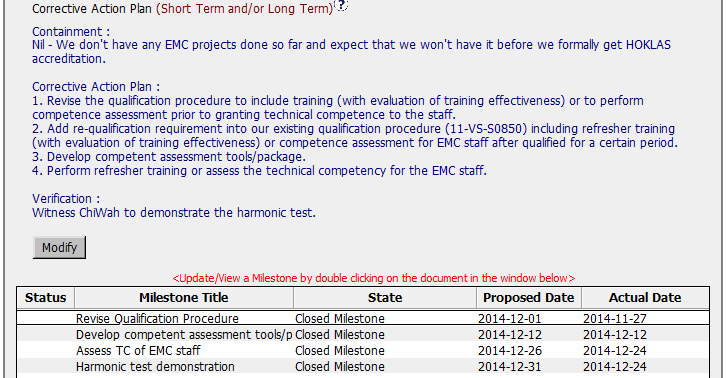 Corrective Action Plan (Short Term and/or Long Term) ?
Containment :
Nil - We don't have any EMC projects done so far and expect that we won't have it before we formally get HOKLAS
accreditation.
Corrective Action Plan :
1. Revise the qualification procedure to include training (with evaluation of training effectiveness) or to perform
competence assessment prior to granting technical competence to the staff.
2. Add re-qualification requirement into our existing qualification procedure (11-VS-S0850) including refresher training
(with evaluation of training effectiveness) or competence assessment for EMC staff after qualified for a certain period.
3. Develop competent assessment tools/package.
4. Perform refresher training or assess the technical competency for the EMC staff.
Verification :
Witness ChiWah to demonstrate the harmonic test.
Modify
<Update/View a Milestone by double clicking on the document in the window below>
Status Milestone Title State Proposed Date Actual Date
Revise Qualification Procedure Closed Milestone 2014-12-01 2014-11-27
Develop competent assessment tools/p Closed Milestone 2014-12-12 2014-12-12
Assess TC of EMC staff Closed Milestone 2014-12-26 2014-12-24
Harmonic test demonstration Closed Milestone 2014-12-31 2014-12-24